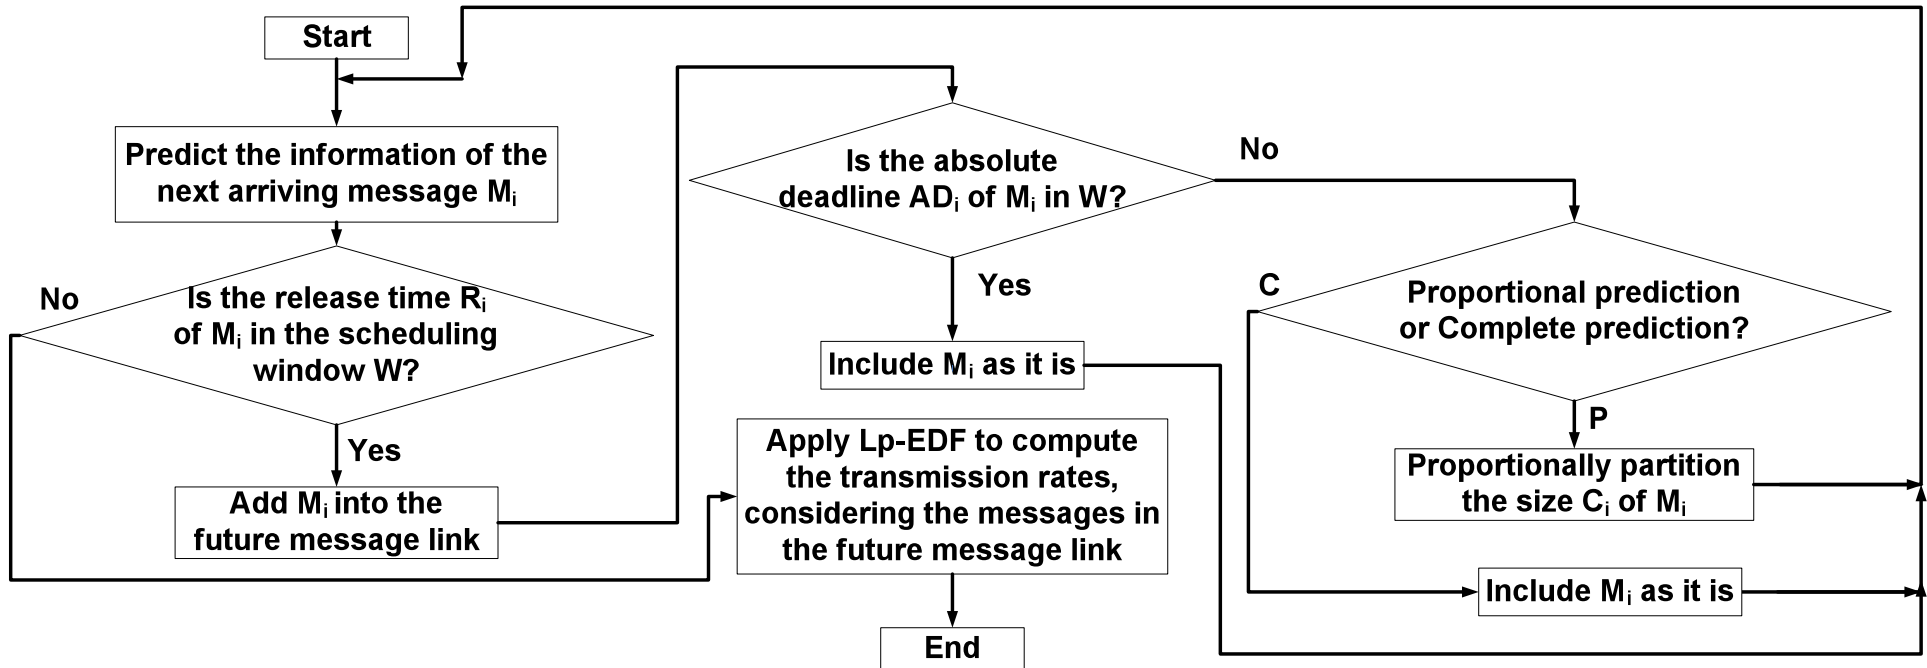 Start
Predict the information of the
next arriving message Mᵢ
No
Is the release time Rᵢ
of Mᵢ in the scheduling
window W?
Yes
Add Mᵢ into the
future message link
Is the absolute
deadline ADᵢ of Mᵢ in W?
No
Yes
Include Mᵢ as it is
Apply Lp-EDF to compute
the transmission rates,
considering the messages in
the future message link
End
C
Proportional prediction
or Complete prediction?
P
Proportionally partition
the size Cᵢ of Mᵢ
Include Mᵢ as it is